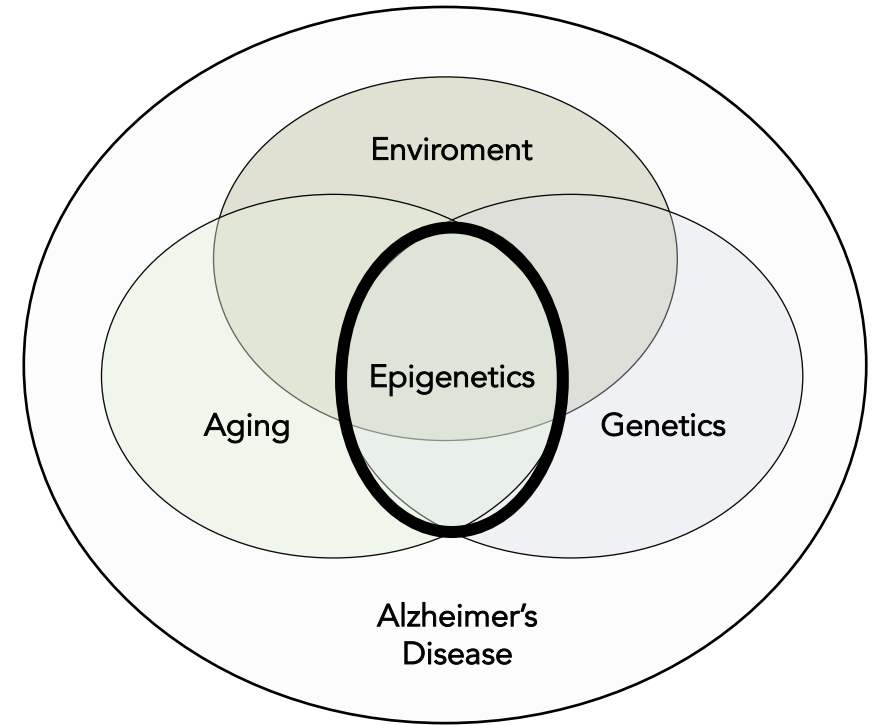 Enviroment
Epigenetics
Aging
Genetics
Alzheimer’s
Disease